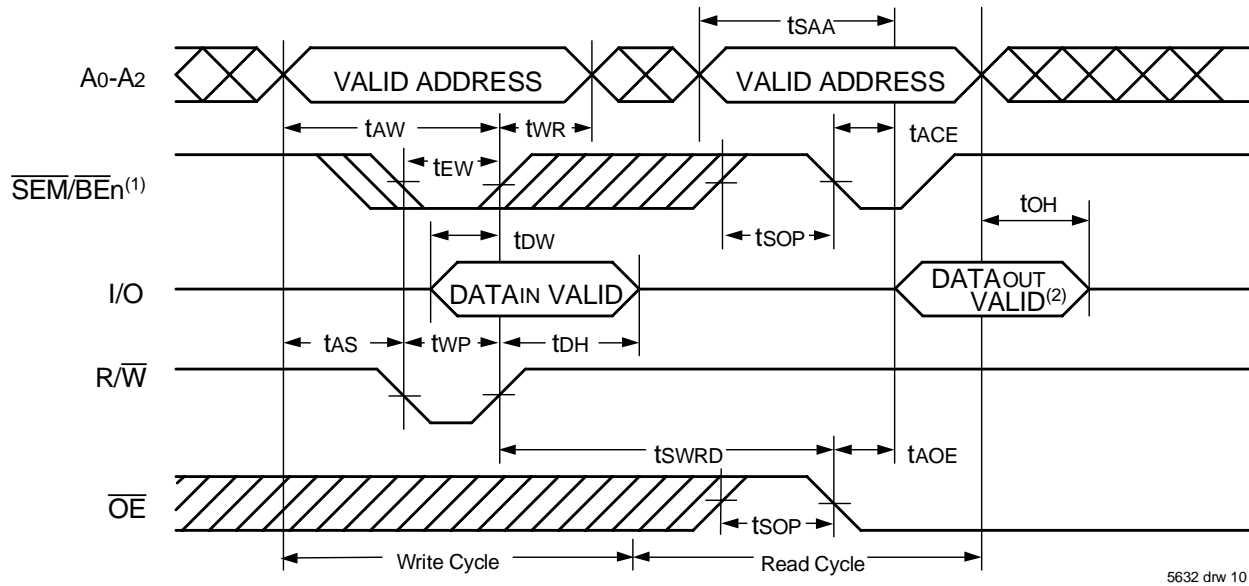 tSAA
A0-A2
VALID ADDRESS
VALID ADDRESS
tAW
tWR
tACE
tEW
SEM/BEn(1)
tSOP
tOH
tDW
I/O
DATAIN VALID
DATAOUT
VALID(2)
tAS
tWP
tDH
R/W
tSWRD
tAOE
OE
tSOP
Write Cycle
Read Cycle
5632 drw 10